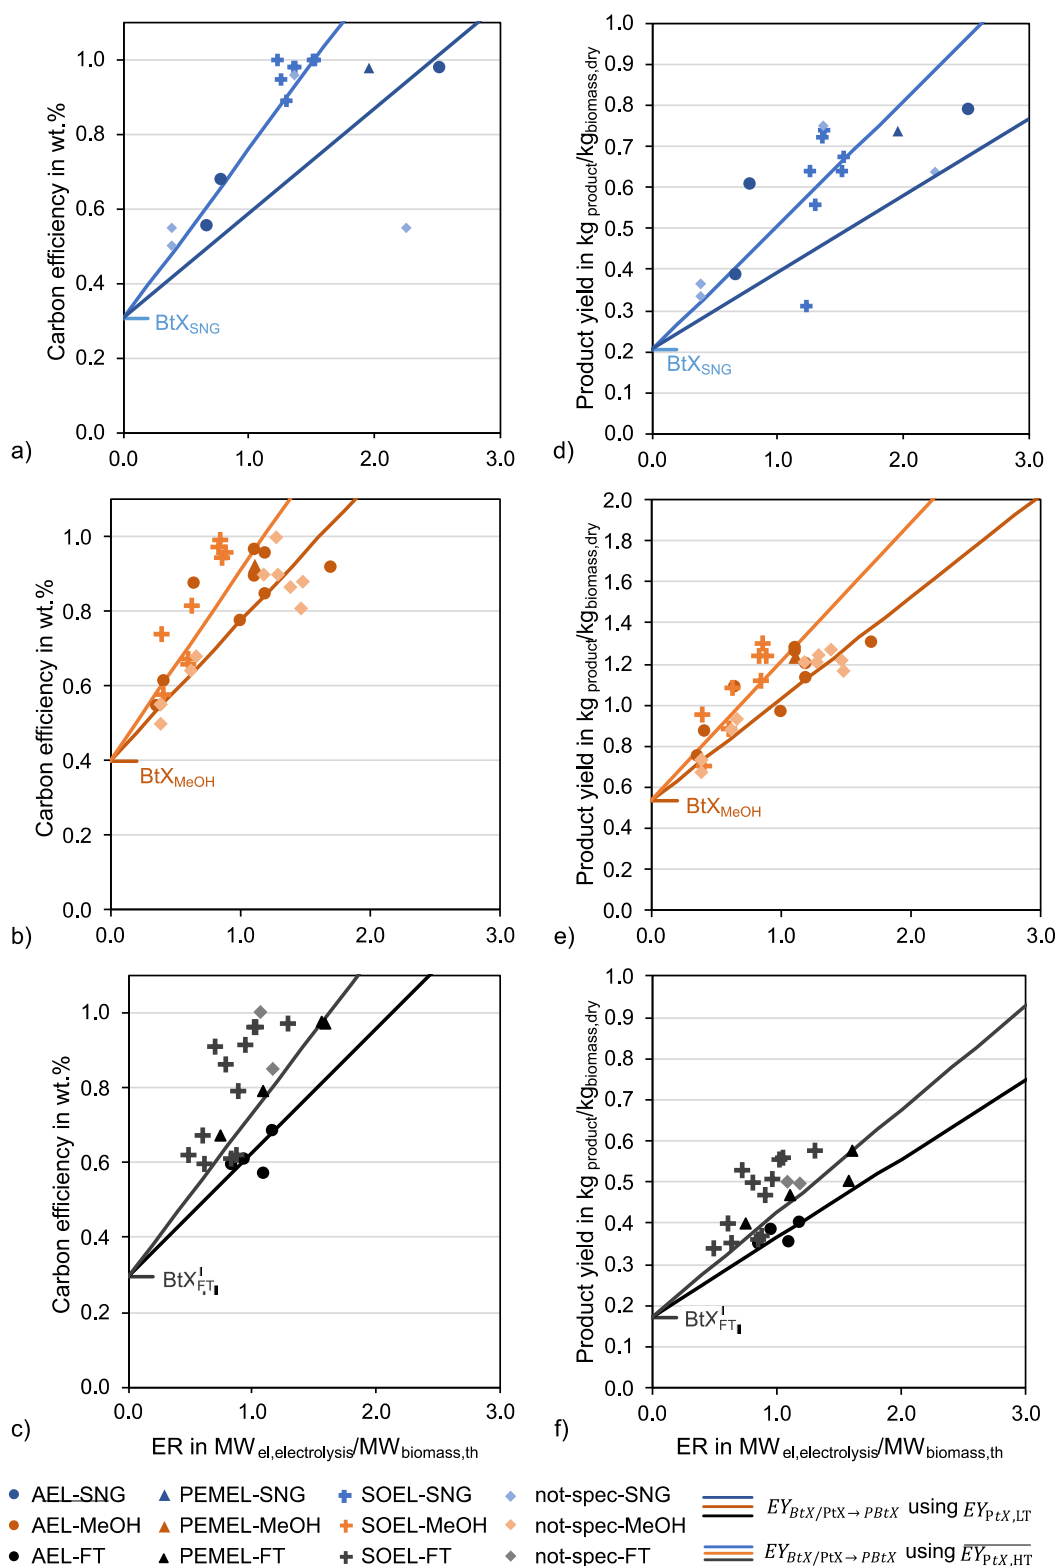 Carbon efficiency in wt.%
1.0
0.8
0.6
0.4
0.2
0.0
BtX_SNG
a)
0.0 1.0 2.0 3.0
Product yield in kg product/kg biomass,dry
1.0
0.9
0.8
0.7
0.6
0.5
0.4
0.3
0.2
0.1
0.0
BtX_SNG
d)
0.0 1.0 2.0 3.0
Carbon efficiency in wt.%
1.0
0.8
0.6
0.4
0.2
0.0
BtX_MeOH
b)
0.0 1.0 2.0 3.0
Product yield in kg product/kg biomass,dry
2.0
1.8
1.6
1.4
1.2
1.0
0.8
0.6
0.4
0.2
0.0
BtX_MeOH
e)
0.0 1.0 2.0 3.0
Carbon efficiency in wt.%
1.0
0.8
0.6
0.4
0.2
0.0
BtX_FT
c)
0.0 1.0 2.0 3.0
ER in MW_el,electrolysis/MW_biomass,th
Product yield in kg product/kg biomass,dry
1.0
0.9
0.8
0.7
0.6
0.5
0.4
0.3
0.2
0.1
0.0
BtX_FT
f)
0.0 1.0 2.0 3.0
ER in MW_el,electrolysis/MW_biomass,th
AEL-SNG PEMEL-SNG SOEL-SNG not-spec-SNG
AEL-MeOH PEMEL-MeOH SOEL-MeOH not-spec-MeOH
AEL-FT PEMEL-FT SOEL-FT not-spec-FT
EY_BtX/PtX→PBtX using EY_PtX,LT
EY_BtX/PtX→PBtX using EY_PtX,HT